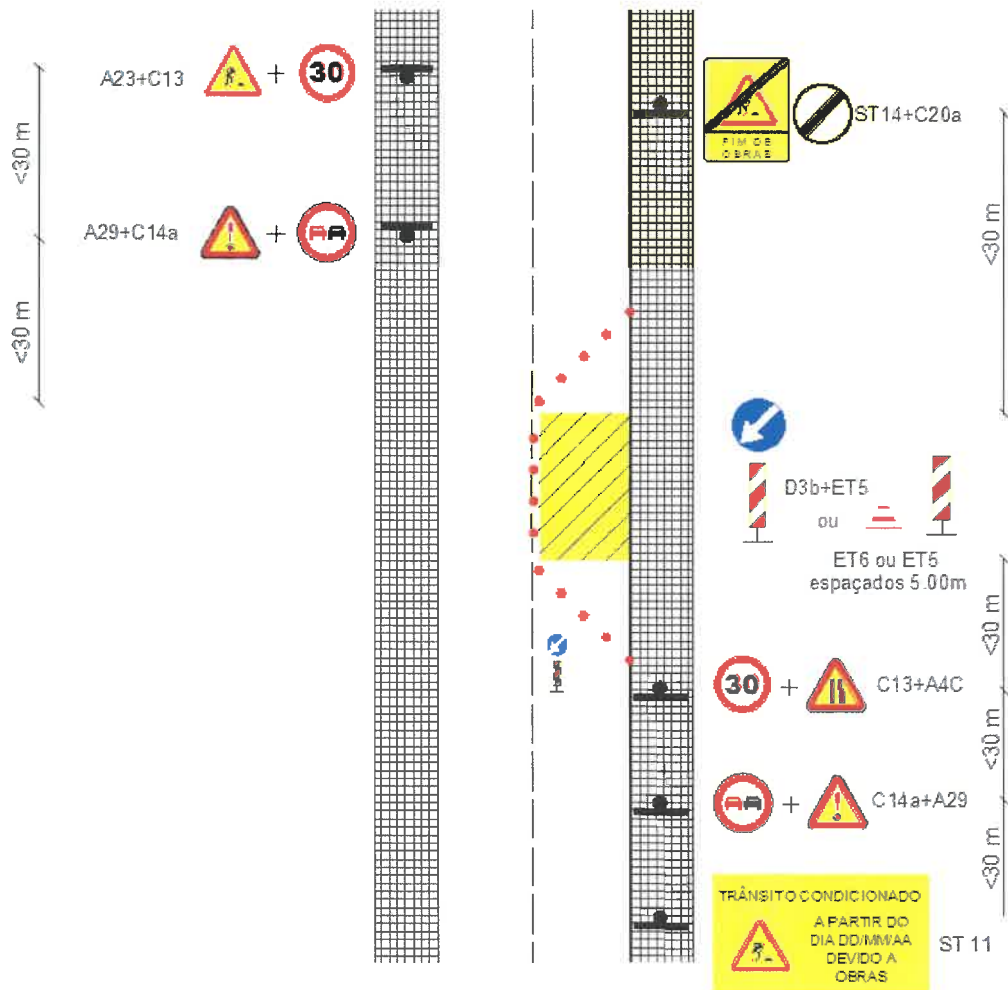 A23+C13
+
30
<30 m
A29+C14a
+
<30 m
FIM DE
OBRAS
ST14+C20a
<30 m
D3b+ET5
ou
ET6 ou ET5
espaçados 5.00m
<30 m
30
+
C13+A4C
<30 m
+
C14a+A29
<30 m
TRÂNSITO CONDICIONADO
A PARTIR DO
DIA DD/MM/AA
DEVIDO A
OBRAS
ST 11